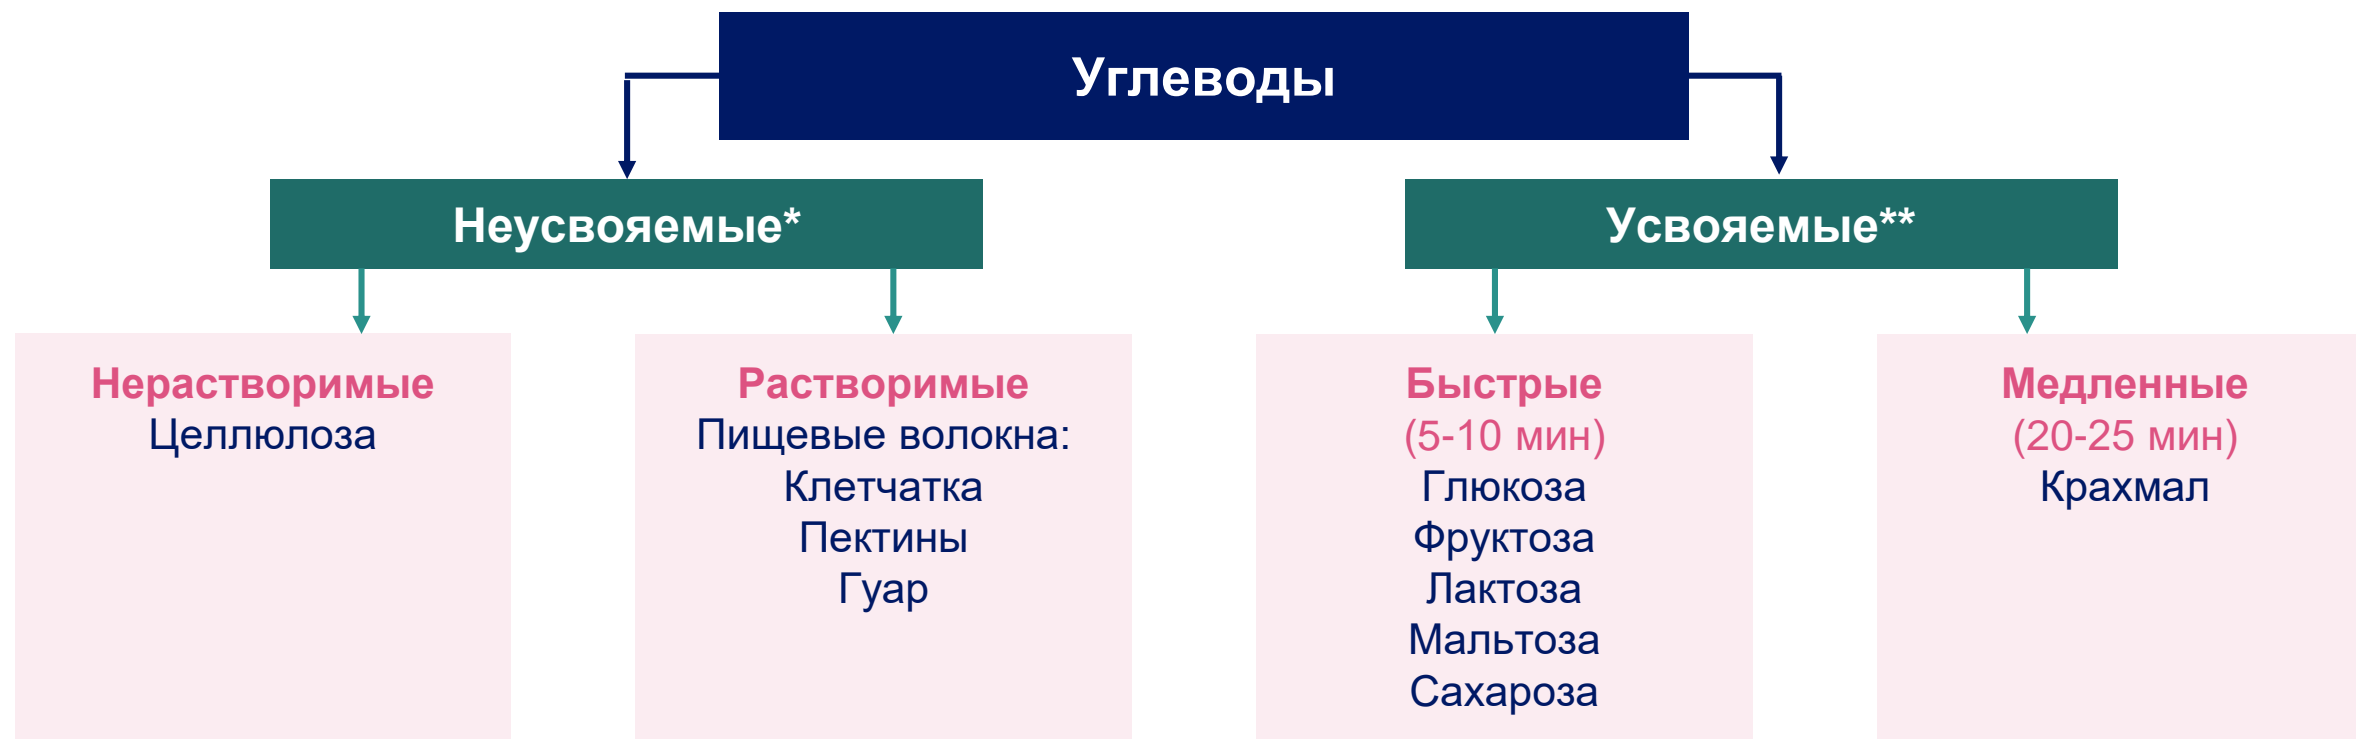 Углеводы
Неусвояемые*
Усвояемые**
Нерастворимые
Целлюлоза
Растворимые
Пищевые волокна:
Клетчатка
Пектины
Гуар
Быстрые
(5-10 мин)
Глюкоза
Фруктоза
Лактоза
Мальтоза
Сахароза
Медленные
(20-25 мин)
Крахмал